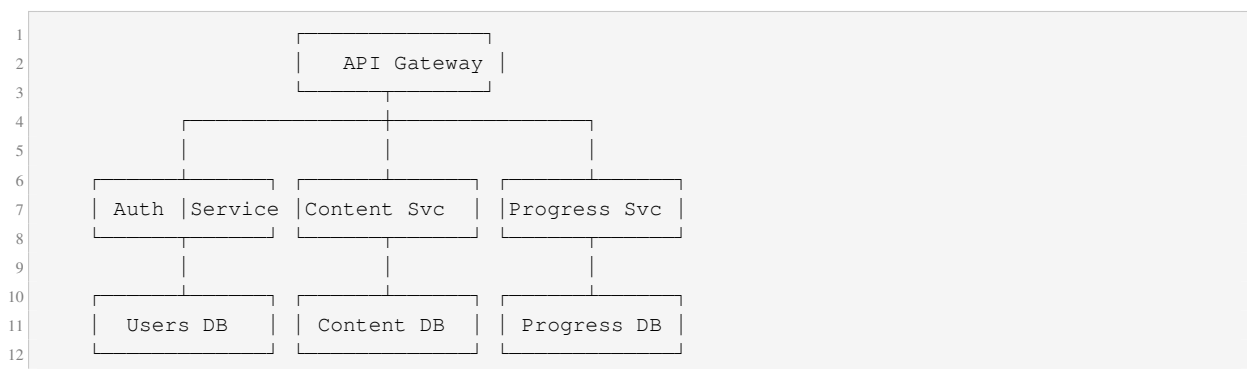 1 ┌───────────────────┐
2 │ API Gateway │
3 └─────────┬─────────┘
4 ┌─────────────────────┼─────────────────────┐
5 │ │ │
6 ┌─────────┴─────────┐ ┌─────────┴─────────┐ ┌─────────┴─────────┐
7 │ Auth │Service │Content Svc │ │Progress Svc │
8 └─────────┬─────────┘ └─────────┬─────────┘ └─────────┬─────────┘
9 │ │ │
10 ┌─────────┴─────────┐ ┌─────────┴─────────┐ ┌─────────┴─────────┐
11 │ Users DB │ │ Content DB │ │ Progress DB │
12 └───────────────────┘ └───────────────────┘ └───────────────────┘